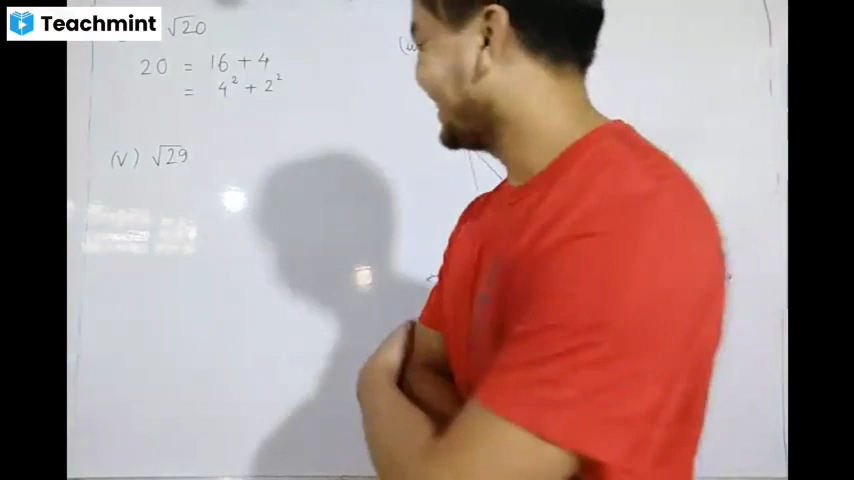 Teachmint
√20
20 = 16 + 4
= 4² + 2²
(v) √29